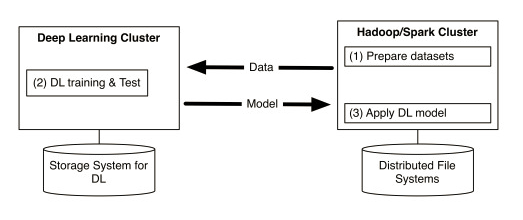 Deep Learning Cluster
(2) DL training & Test
Storage System for
DL
Data
Model
Hadoop/Spark Cluster
(1) Prepare datasets
(3) Apply DL model
Distributed File
Systems